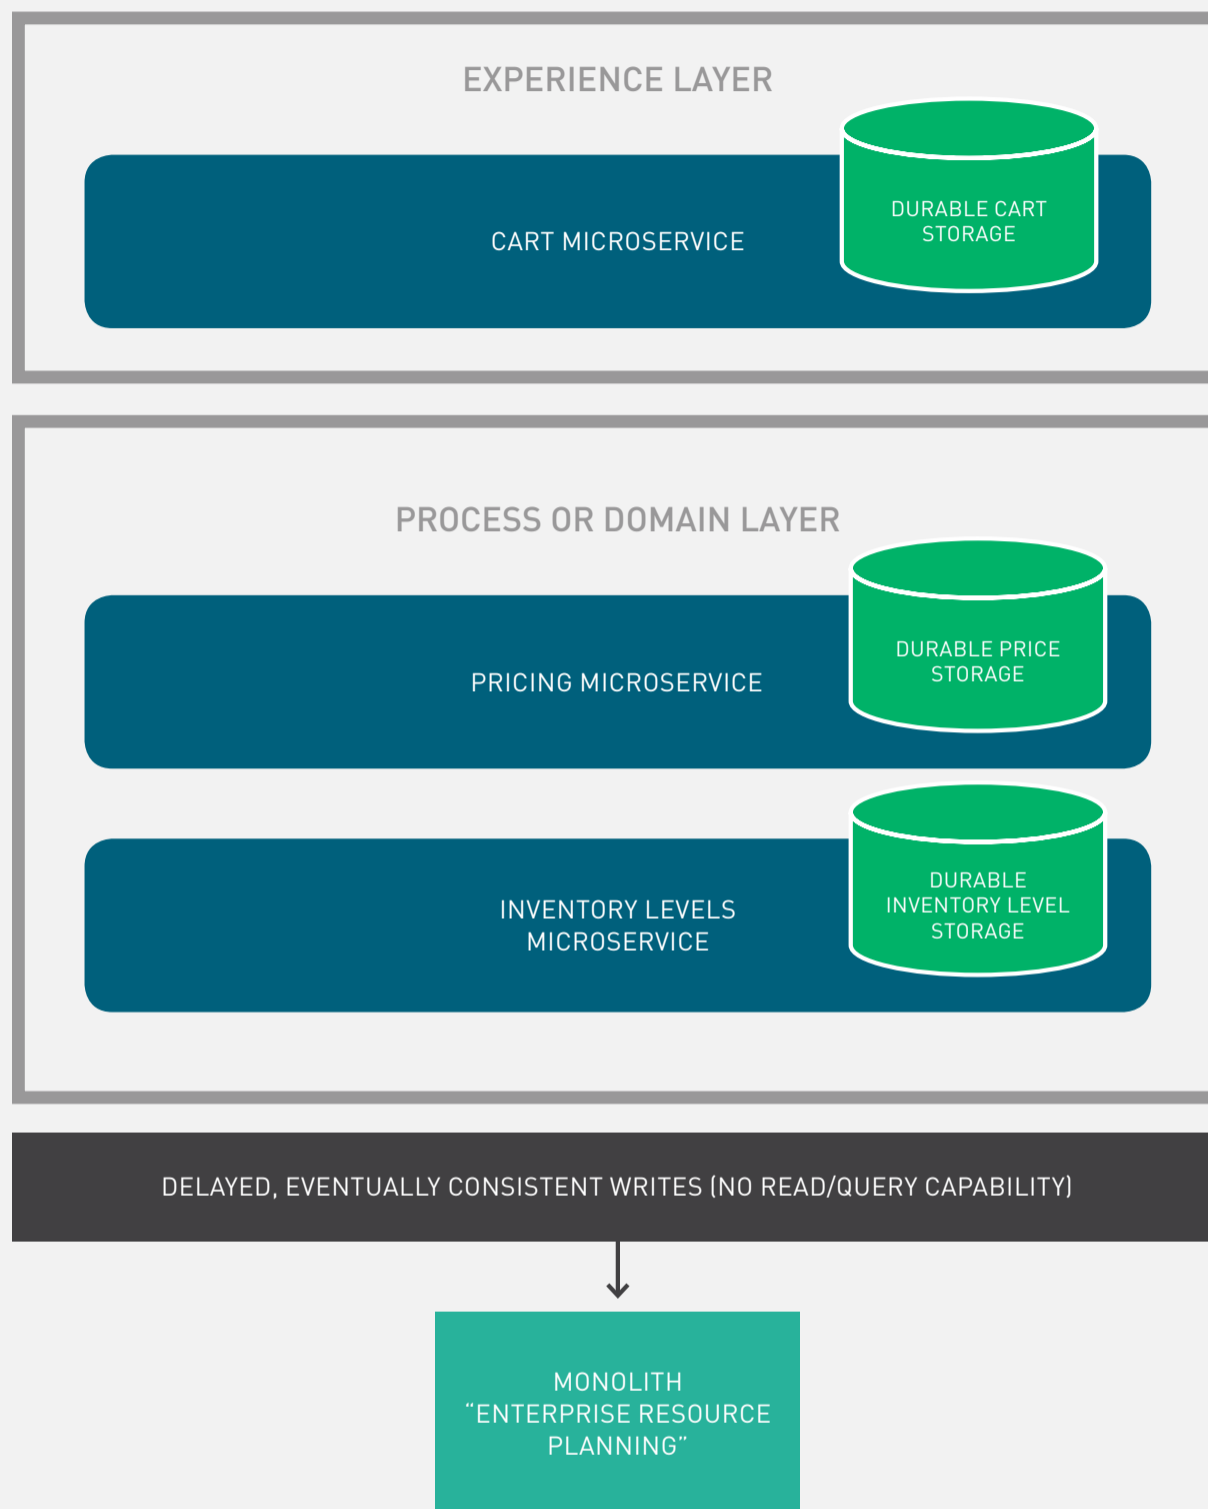 EXPERIENCE LAYER
CART MICROSERVICE
DURABLE CART
STORAGE
PROCESS OR DOMAIN LAYER
PRICING MICROSERVICE
DURABLE PRICE
STORAGE
INVENTORY LEVELS
MICROSERVICE
DURABLE
INVENTORY LEVEL
STORAGE
DELAYED, EVENTUALLY CONSISTENT WRITES (NO READ/QUERY CAPABILITY)
MONOLITH
“ENTERPRISE RESOURCE
PLANNING”